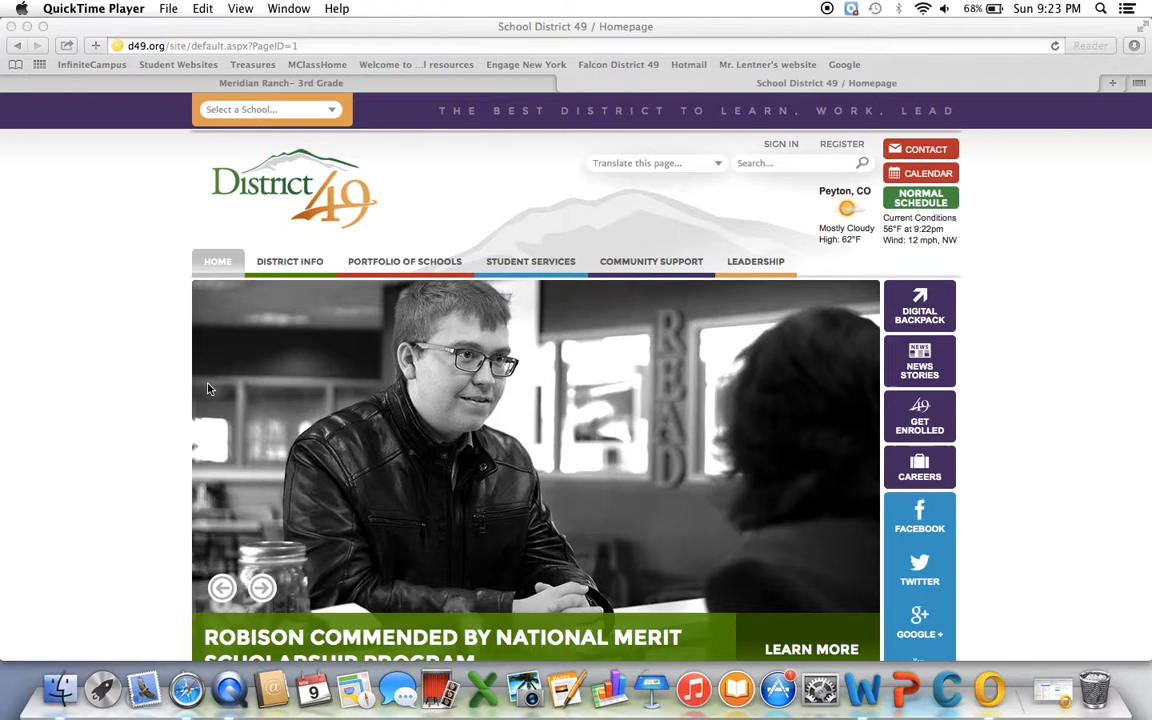 QuickTime Player File Edit View Window Help 68% Sun 9:23 PM
School District 49 / Homepage
d49.org/site/default.aspx?PageID=1 Reader
InfiniteCampus Student Websites Treasures MClassHome Welcome to ...l resources Engage New York Falcon District 49 Hotmail Mr. Lentner's website Google
Meridian Ranch- 3rd Grade School District 49 / Homepage
Select a School... THE BEST DISTRICT TO LEARN, WORK, LEAD
SIGN IN REGISTER CONTACT
Translate this page... Search... CALENDAR
District 49
Peyton, CO
Mostly Cloudy
High: 62°F
NORMAL
SCHEDULE
Current Conditions
56°F at 9:22pm
Wind: 12 mph, NW
HOME DISTRICT INFO PORTFOLIO OF SCHOOLS STUDENT SERVICES COMMUNITY SUPPORT LEADERSHIP
READ
DIGITAL
BACKPACK
NEWS
NEWS
STORIES
49
GET
ENROLLED
CAREERS
FACEBOOK
TWITTER
g+
GOOGLE +
ROBISON COMMENDED BY NATIONAL MERIT
SCHOLARSHIP PROGRAM
LEARN MORE
9
1
W P C O